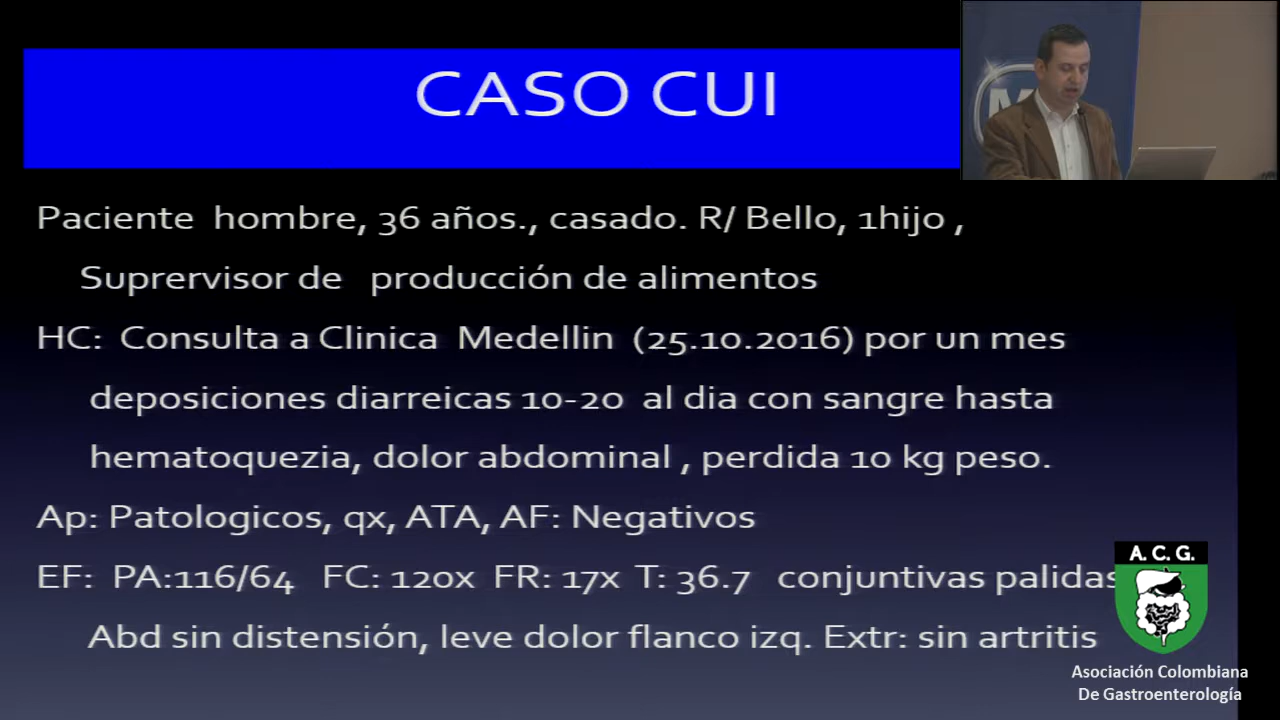 CASO CUI
Paciente hombre, 36 años., casado. R/ Bello, 1hijo ,
Suprervisor de producción de alimentos
HC: Consulta a Clinica Medellin (25.10.2016) por un mes
deposiciones diarreicas 10-20 al dia con sangre hasta
hematoquezia, dolor abdominal , perdida 10 kg peso.
Ap: Patologicos, qx, ATA, AF: Negativos
EF: PA:116/64 FC: 120x FR: 17x T: 36.7 conjuntivas palidas
Abd sin distensión, leve dolor flanco izq. Extr: sin artritis
A. C. G.
Asociación Colombiana
De Gastroenterología